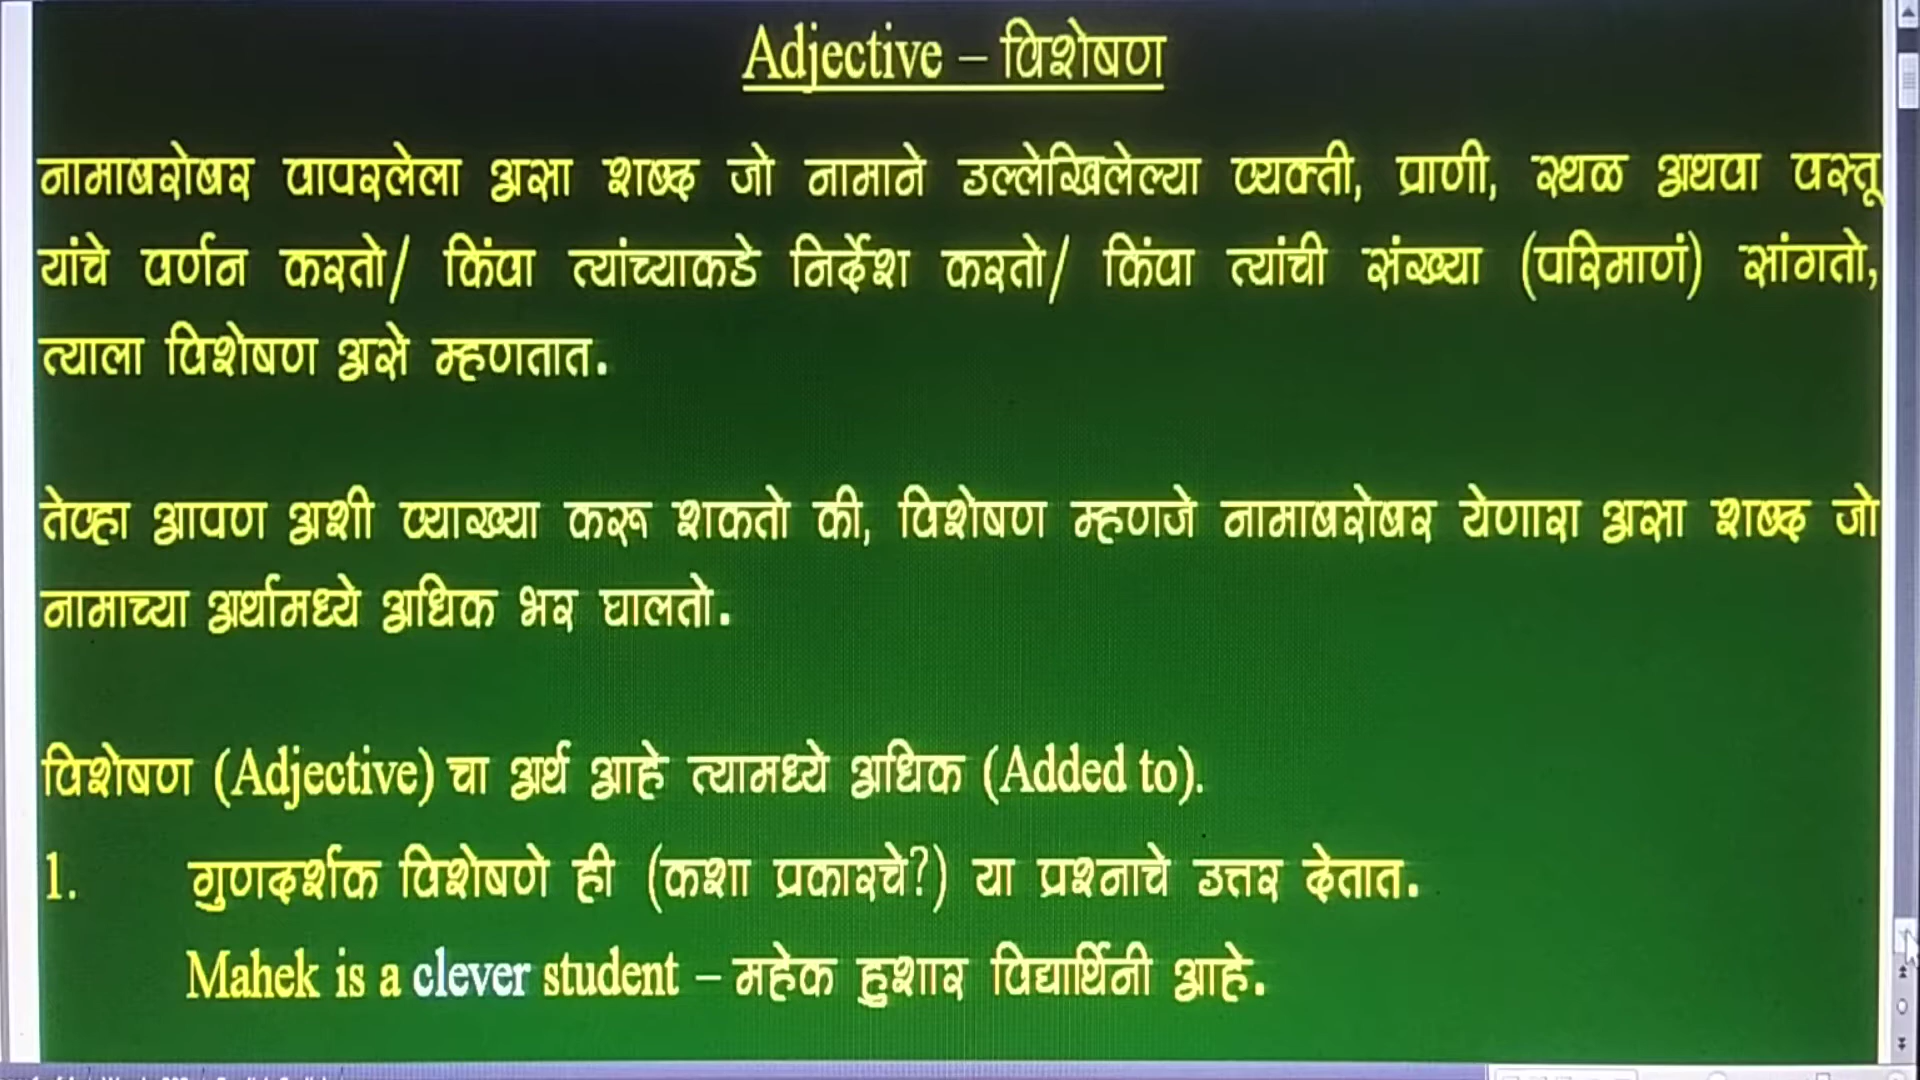 Adjective – विशेषण
नामाबरोबर वापरलेला असा शब्द जो नामाने उल्लेखिलेल्या व्यक्ती, प्राणी, स्थळ अथवा वस्तू
यांचे वर्णन करतो/ किंवा त्यांच्याकडे निर्देश करतो/ किंवा त्यांची संख्या (परिमाणं) सांगतो,
त्याला विशेषण असे म्हणतात.
तेव्हा आपण अशी व्याख्या करू शकतो की, विशेषण म्हणजे नामाबरोबर येणारा असा शब्द जो
नामाच्या अर्थामध्ये अधिक भर घालतो.
विशेषण (Adjective) चा अर्थ आहे त्यामध्ये अधिक (Added to).
1. गुणदर्शक विशेषणे ही (कशा प्रकारचे?) या प्रश्नाचे उत्तर देतात.
Mahek is a clever student – महेक हुशार विद्यार्थिनी आहे.